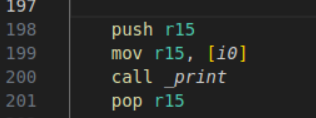 197
198 push r15
199 mov r15, [i0]
200 call _print
201 pop r15